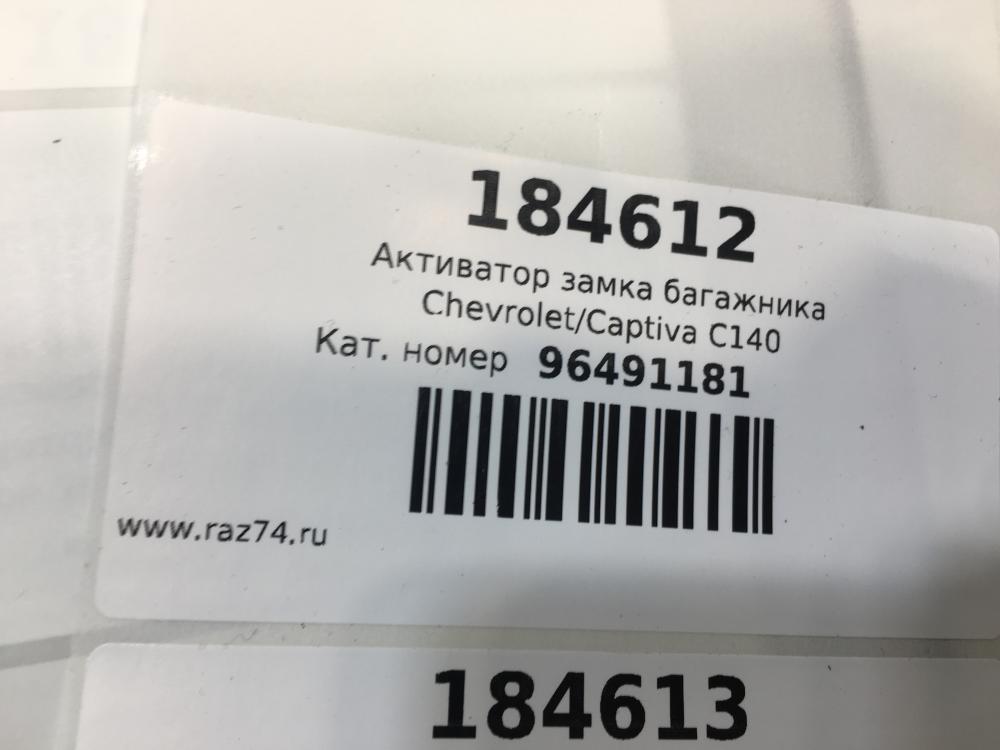 184612
Активатор замка багажника
Chevrolet/Captiva C140
Кат. номер 96491181
www.raz74.ru
184613